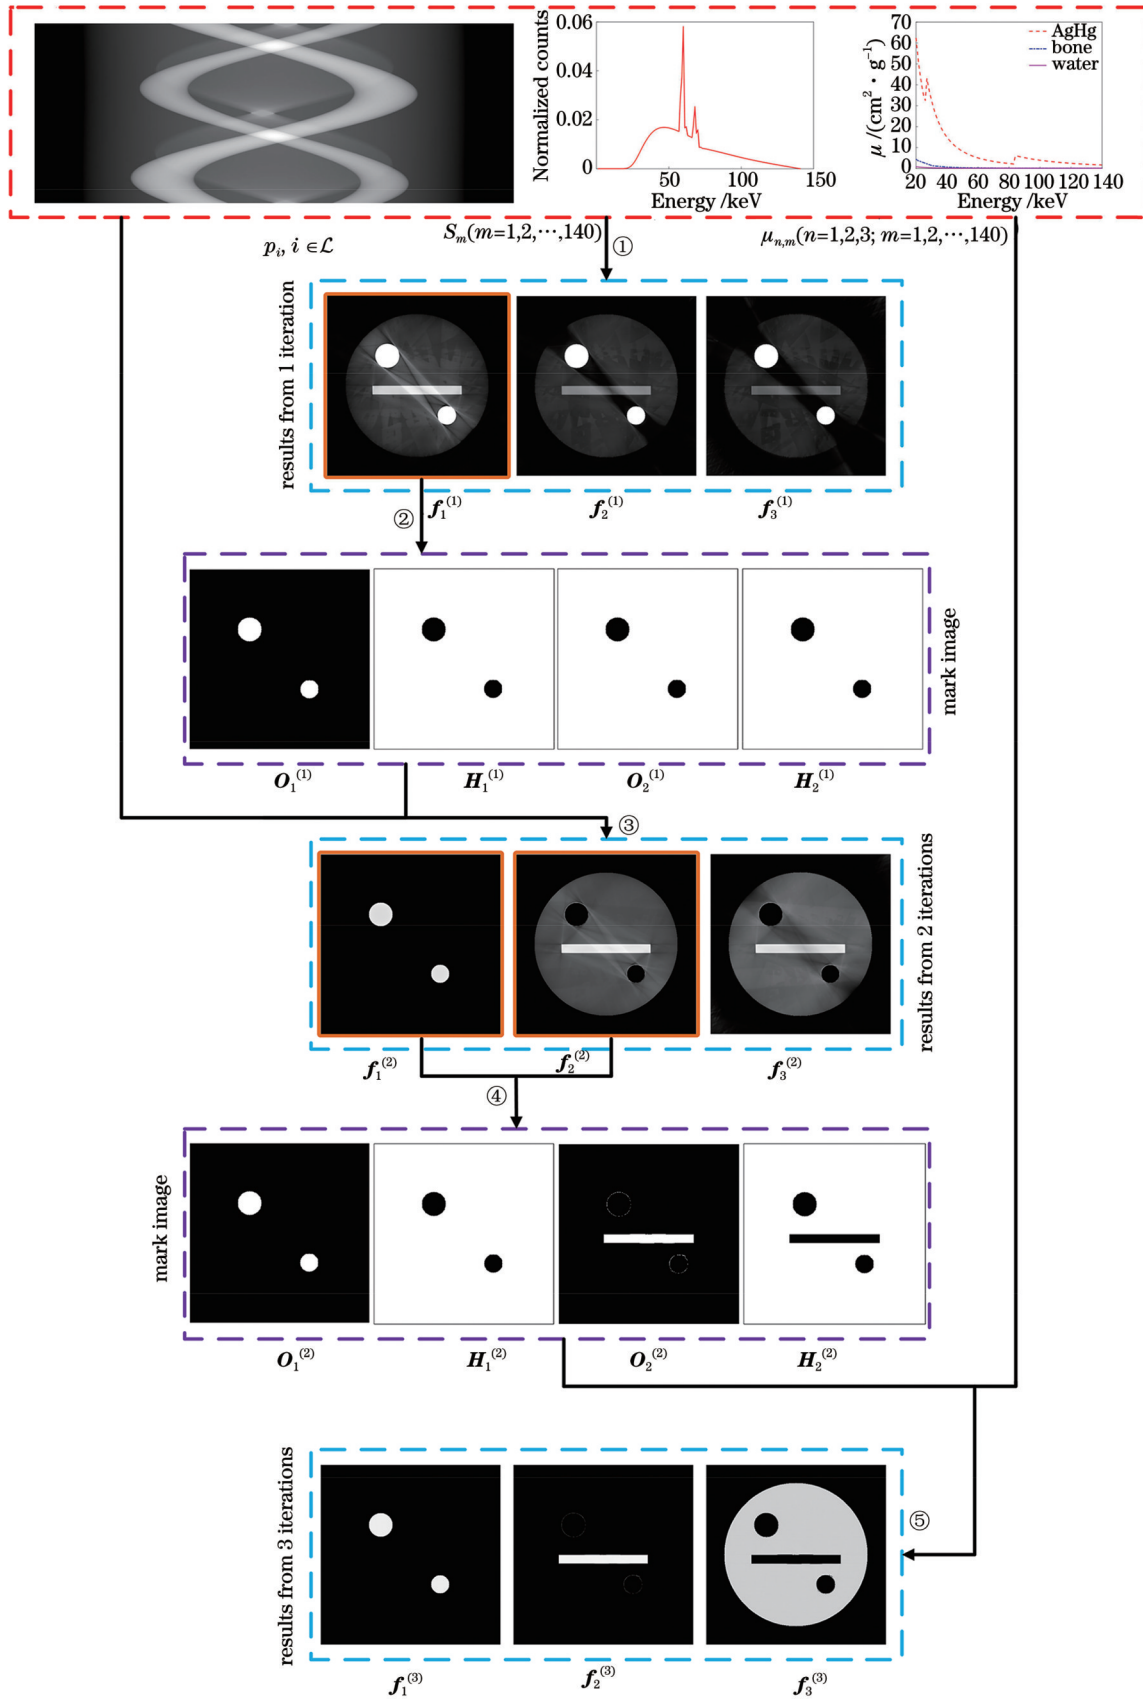 0.06
0.04
0.02
0
50
100
150
Normalized counts
Energy /keV
70
60
50
40
30
20
10
0
20
40
60
80
100
120
140
μ /(cm² · g⁻¹)
Energy /keV
AgHg
bone
water
pᵢ, i ∈ℒ
Sₘ(m=1,2,⋯,140)
①
μₙ,ₘ(n=1,2,3; m=1,2,⋯,140)
results from 1 iteration
f₁⁽¹⁾
f₂⁽¹⁾
f₃⁽¹⁾
②
mark image
O₁⁽¹⁾
H₁⁽¹⁾
O₂⁽¹⁾
H₂⁽¹⁾
③
results from 2 iterations
f₁⁽²⁾
f₂⁽²⁾
f₃⁽²⁾
④
mark image
O₁⁽²⁾
H₁⁽²⁾
O₂⁽²⁾
H₂⁽²⁾
results from 3 iterations
⑤
f₁⁽³⁾
f₂⁽³⁾
f₃⁽³⁾